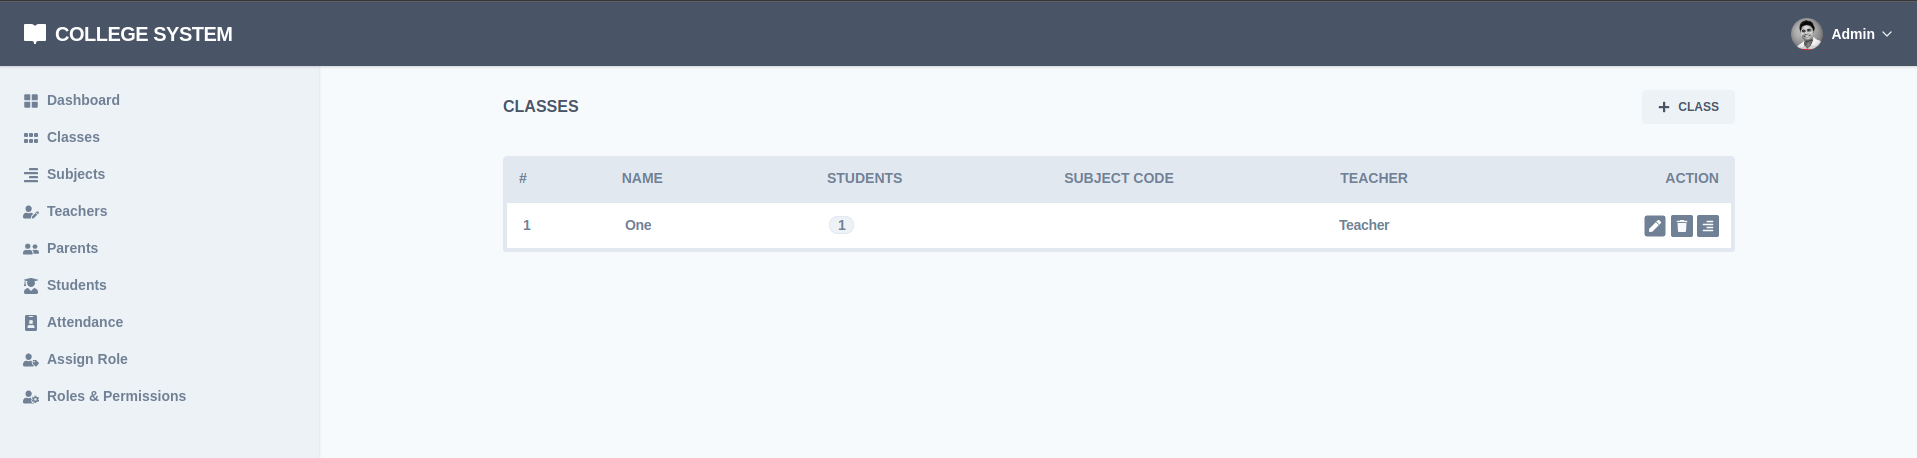 COLLEGE SYSTEM
Admin
Dashboard
Classes
Subjects
Teachers
Parents
Students
Attendance
Assign Role
Roles & Permissions
CLASSES
CLASS
# NAME STUDENTS SUBJECT CODE TEACHER ACTION
1 One 1 Teacher